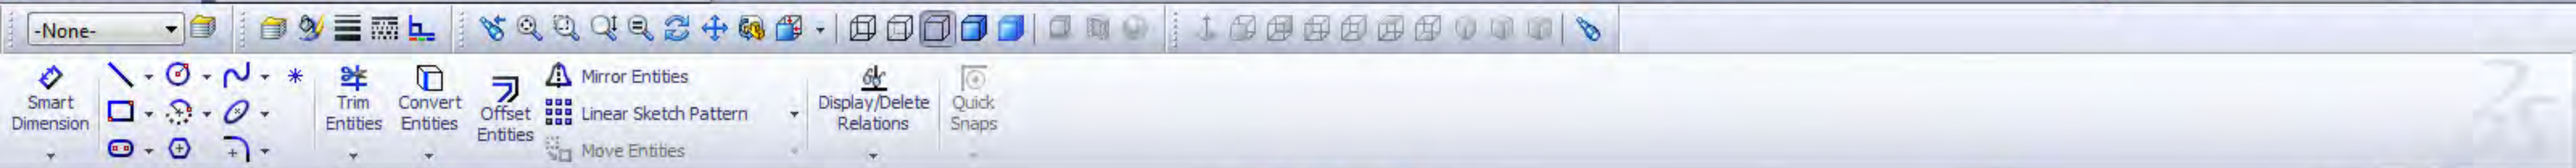 -None-
Smart
Dimension
Trim
Entities
Convert
Entities
Offset
Entities
Mirror Entities
Linear Sketch Pattern
Move Entities
Display/Delete
Relations
Quick
Snaps